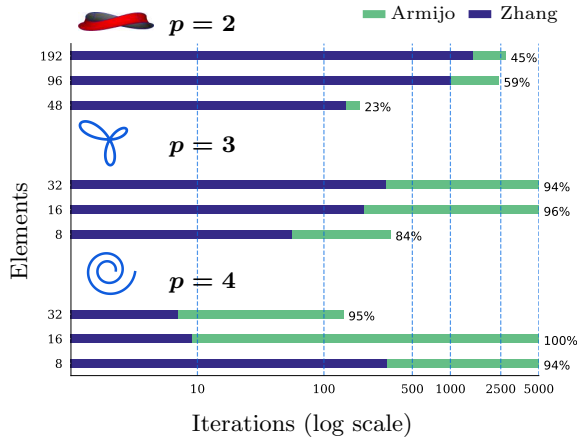 Armijo Zhang
p = 2
192 45%
96 59%
48 23%
p = 3
32 94%
16 96%
8 84%
p = 4
32 95%
16 100%
8 94%
Elements
10 100 500 1000 2500 5000
Iterations (log scale)